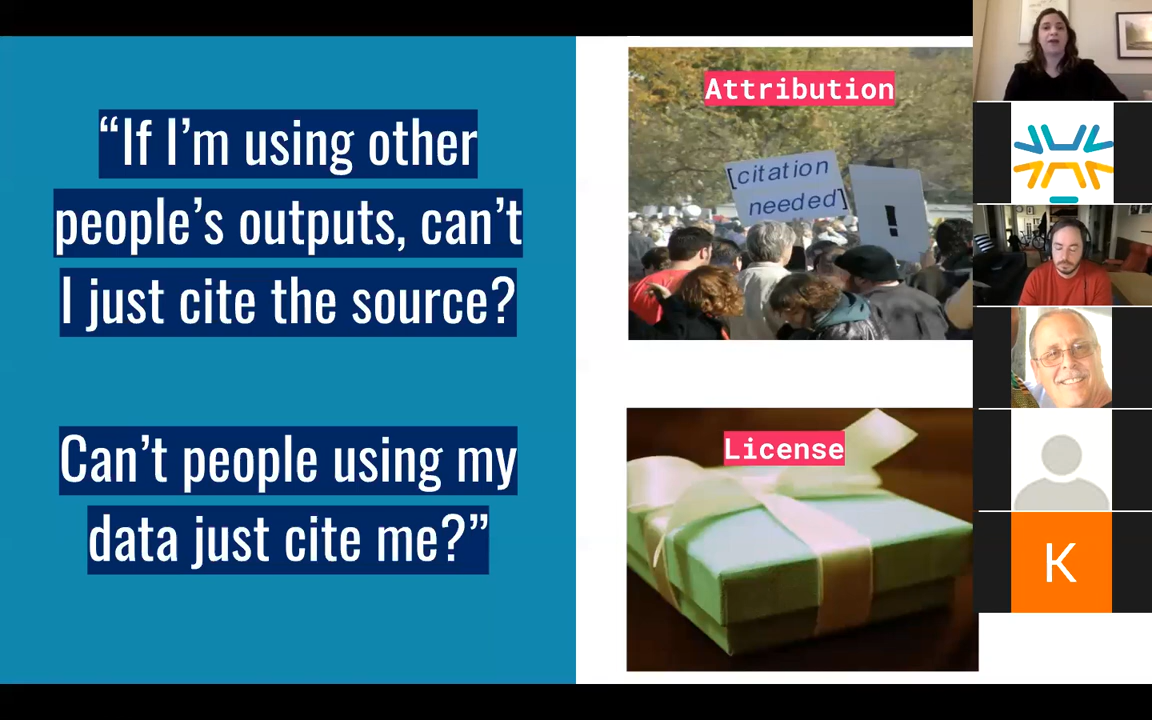 “If I’m using other
people’s outputs, can’t
I just cite the source?
Can’t people using my
data just cite me?”
Attribution
[citation
needed]
!
License
K